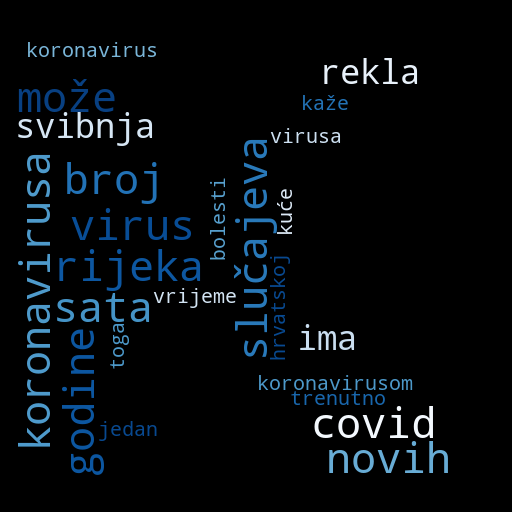 koronavirus
rekla
može
kaže
svibnja
virusa
koronavirusa
broj
slučajeva
bolesti
kuće
virus
rijeka
hrvatskoj
sata
vrijeme
toga
ima
godine
koronavirusom
trenutno
jedan
covid
novih